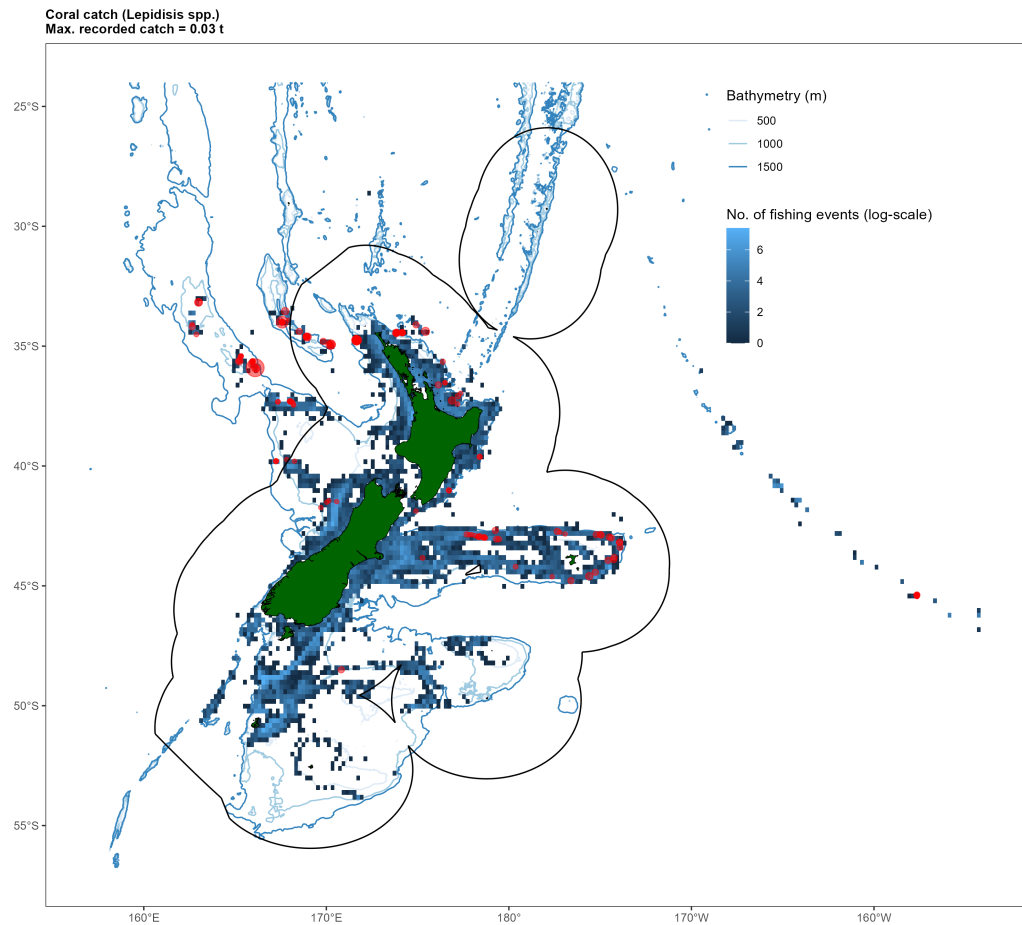 Coral catch (Lepidisis spp.)
Max. recorded catch = 0.03 t
Bathymetry (m)
500
1000
1500
No. of fishing events (log-scale)
6
4
2
0
25°S
30°S
35°S
40°S
45°S
50°S
55°S
160°E
170°E
180°
170°W
160°W